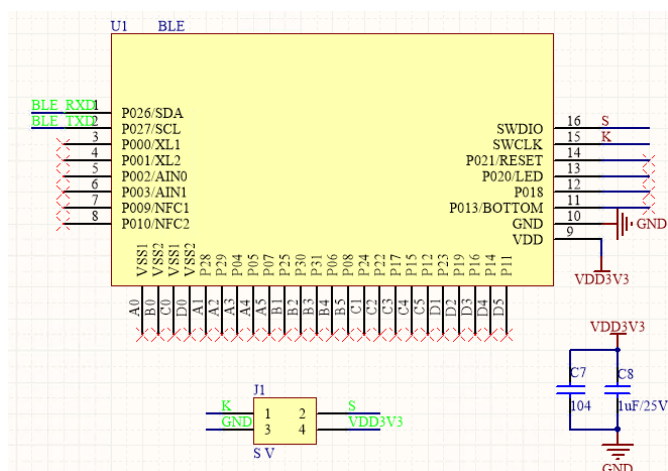 U1 BLE
BLE_RXD 1 P026/SDA
BLE_TXD 2 P027/SCL
3 P000/XL1
4 P001/XL2
5 P002/AIN0
6 P003/AIN1
7 P009/NFC1
8 P010/NFC2
SWDIO 16 S
SWCLK 15 K
P021/RESET 14
P020/LED 13
P018 12
P013/BOTTOM 11
GND 10 GND
VDD 9
VDD3V3
VSS1 VSS2 VSS1 VSS2 P28 P29 P04 P05 P07 P25 P30 P31 P06 P08 P24 P22 P17 P15 P12 P23 P19 P16 P14 P11
A0 B0 C0 D0 A1 A2 A3 A4 A5 B1 B2 B3 B4 B5 C1 C2 C3 C4 C5 D1 D2 D3 D4 D5
VDD3V3
C7 C8
104 1uF/25V
GND
J1
K 1 2 S
GND 3 4 VDD3V3
S V